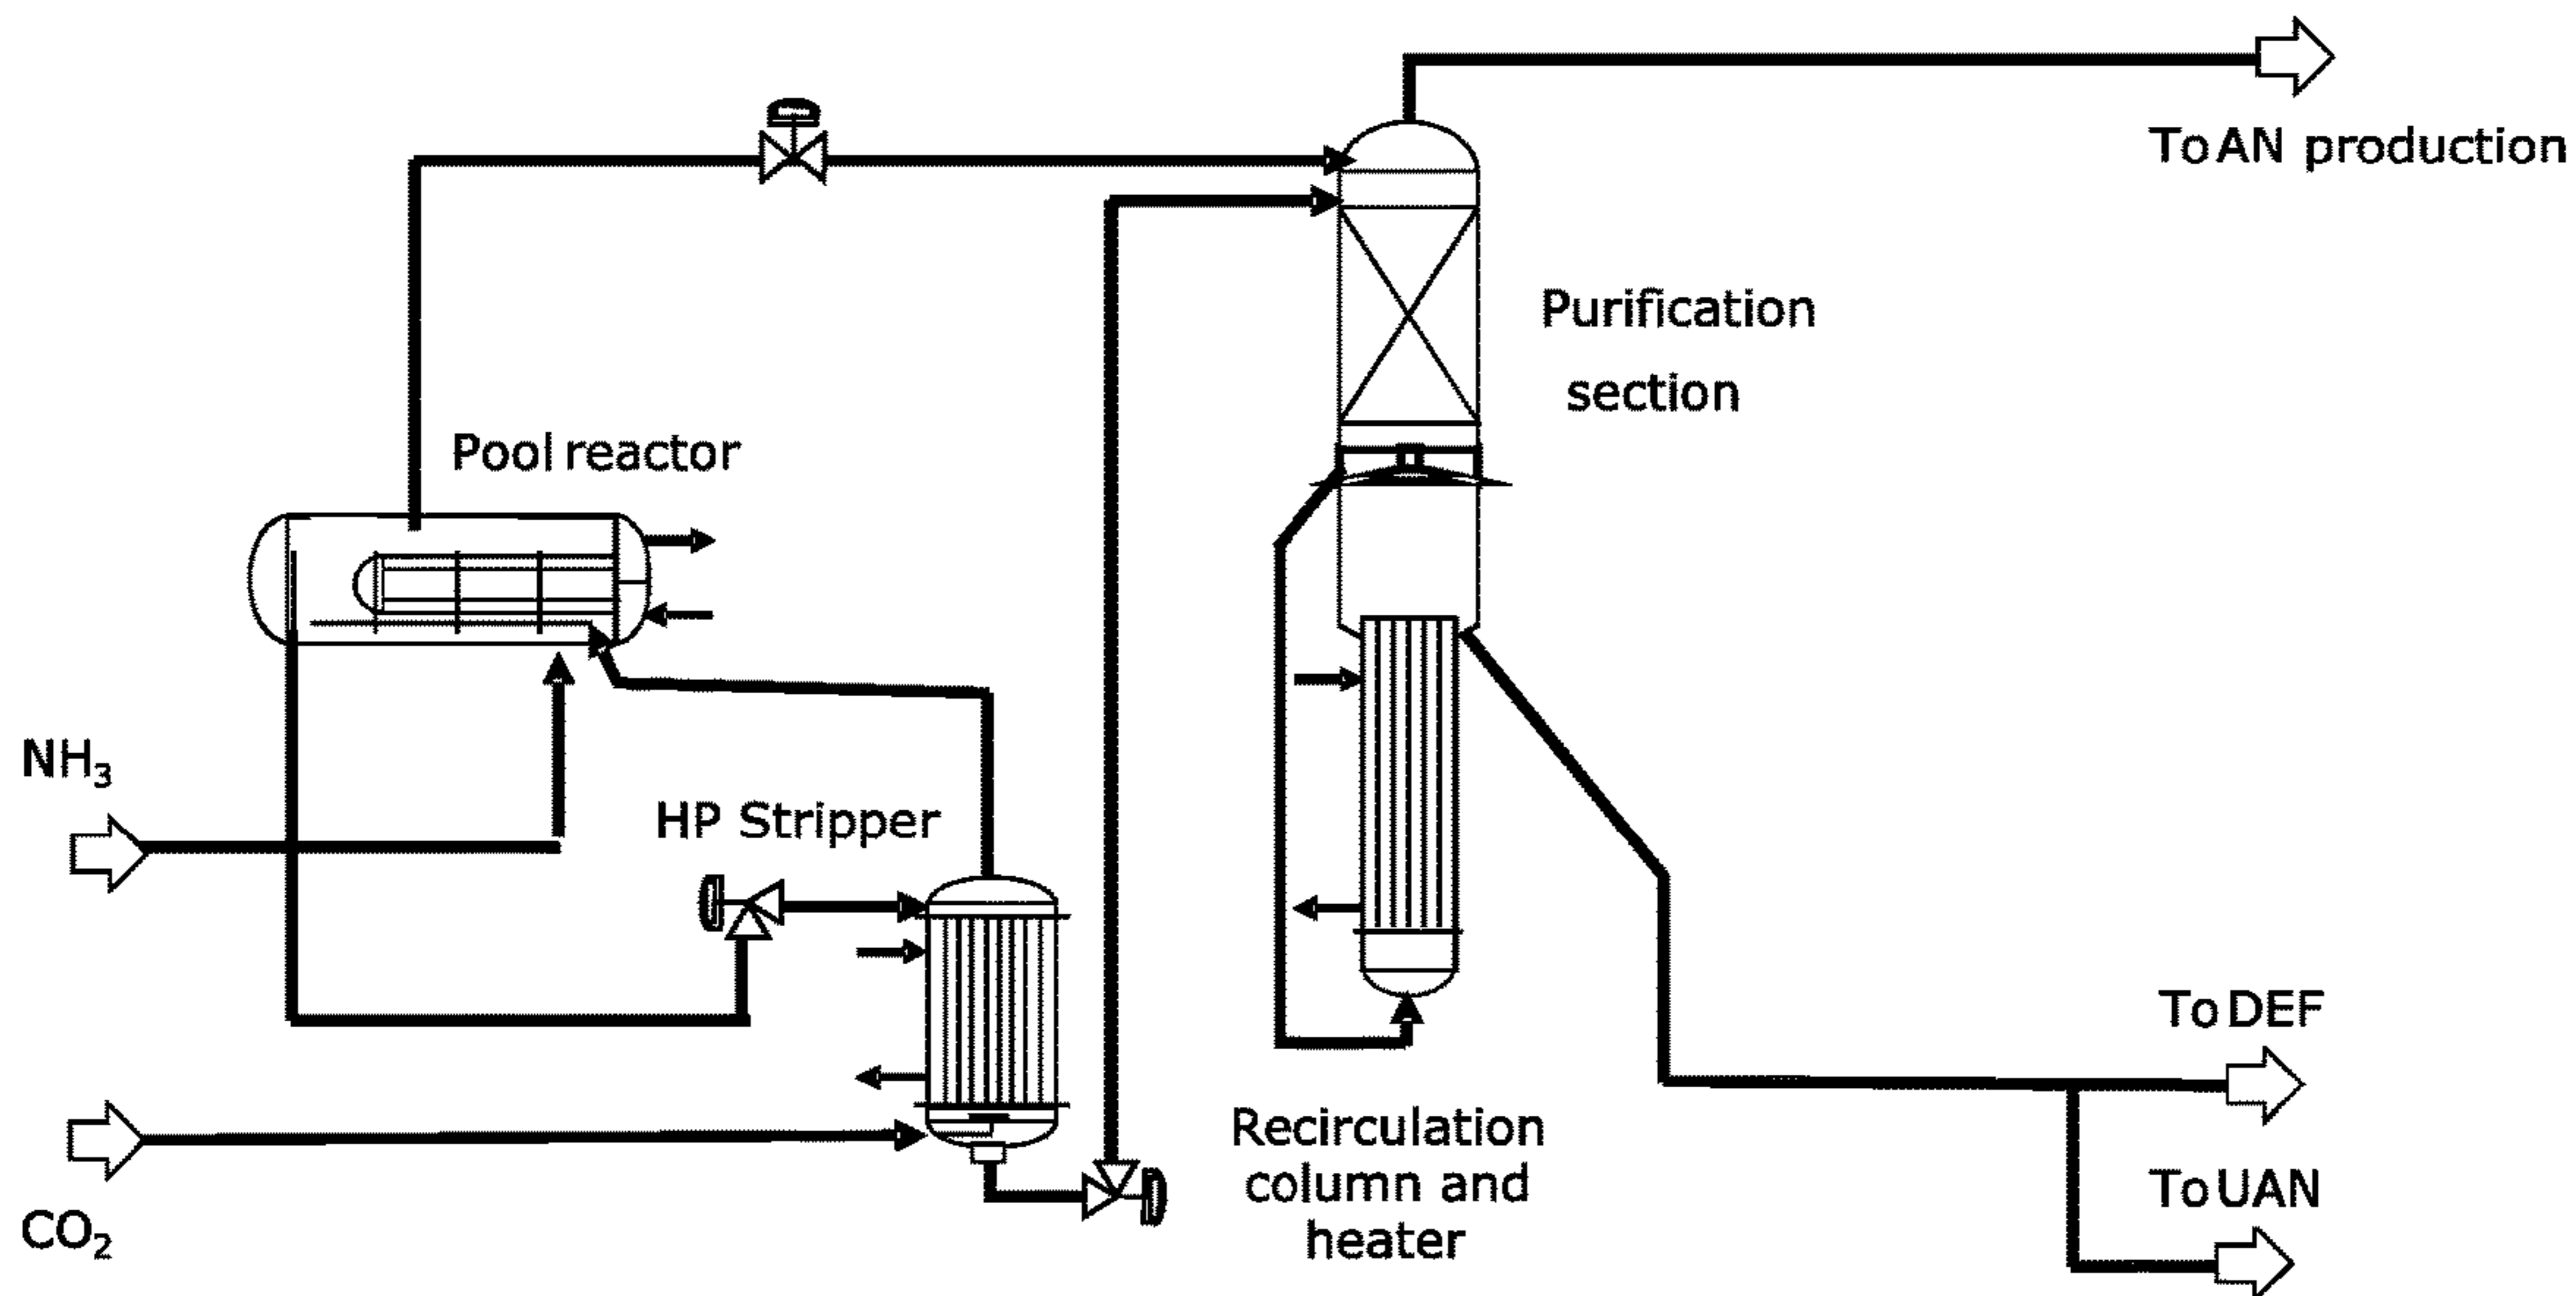 To AN production
Purification
section
Pool reactor
NH₃
HP Stripper
To DEF
Recirculation
column and
heater
To UAN
CO₂